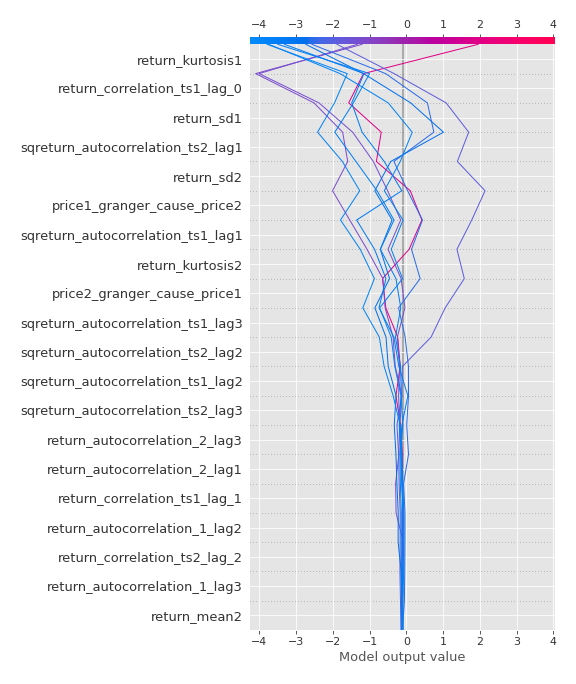 −4 −3 −2 −1 0 1 2 3 4
return_kurtosis1
return_correlation_ts1_lag_0
return_sd1
sqreturn_autocorrelation_ts2_lag1
return_sd2
price1_granger_cause_price2
sqreturn_autocorrelation_ts1_lag1
return_kurtosis2
price2_granger_cause_price1
sqreturn_autocorrelation_ts1_lag3
sqreturn_autocorrelation_ts2_lag2
sqreturn_autocorrelation_ts1_lag2
sqreturn_autocorrelation_ts2_lag3
return_autocorrelation_2_lag3
return_autocorrelation_2_lag1
return_correlation_ts1_lag_1
return_autocorrelation_1_lag2
return_correlation_ts2_lag_2
return_autocorrelation_1_lag3
return_mean2
−4 −3 −2 −1 0 1 2 3 4
Model output value